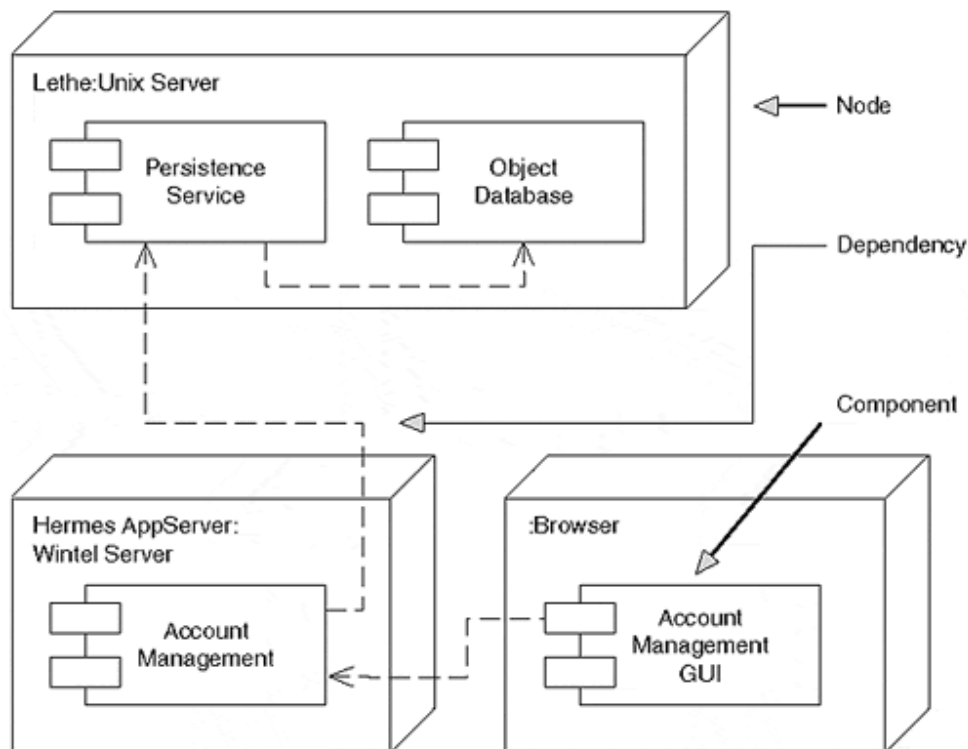 Lethe:Unix Server
Node
Persistence
Service
Object
Database
Dependency
Component
Hermes AppServer:
Wintel Server
:Browser
Account
Management
Account
Management
GUI